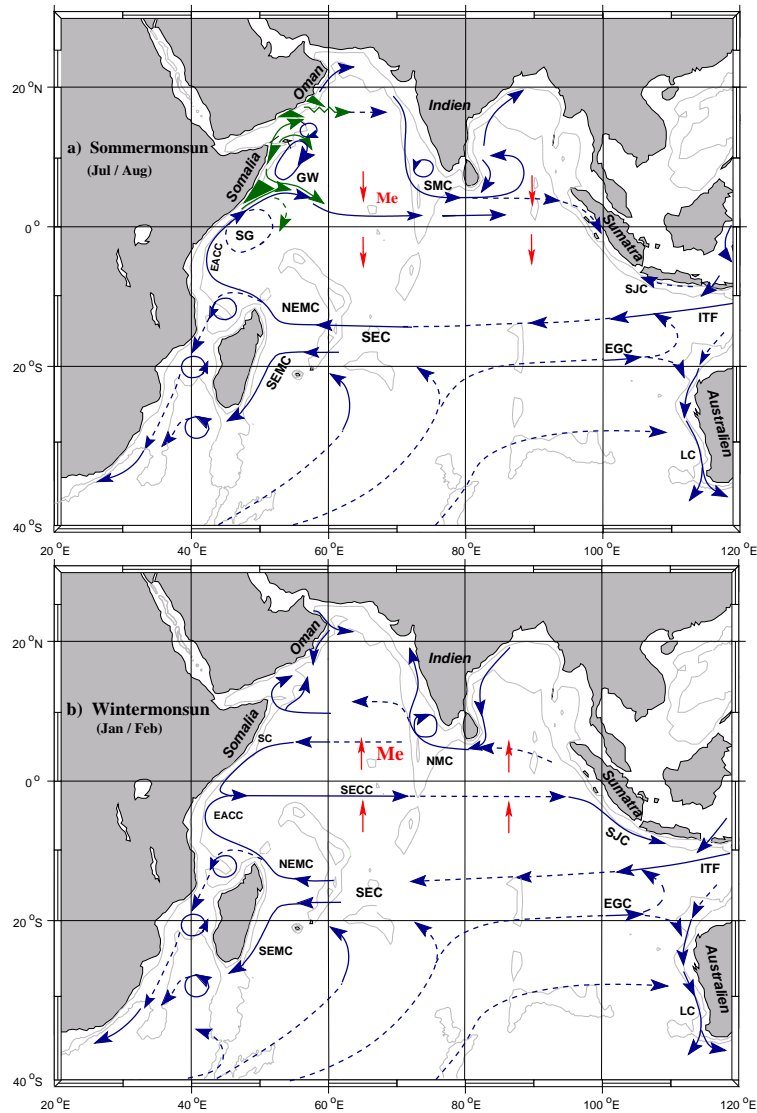 20 °N
Oman
Indien
a) Sommermonsun
(Jul / Aug)
Somalia
GW
SMC
Me
0°
SG
EACC
Sumatra
SJC
NEMC
ITF
SEC
EGC
20 °S
SEMC
Australien
LC
40 °S
20 °E
40 °E
60 °E
80 °E
100 °E
120 °E
20 °N
Oman
Indien
b) Wintermonsun
(Jan / Feb)
Somalia
SC
Me
NMC
0°
SECC
Sumatra
EACC
SJC
NEMC
ITF
SEC
EGC
20 °S
SEMC
Australien
LC
40 °S
20 °E
40 °E
60 °E
80 °E
100 °E
120 °E